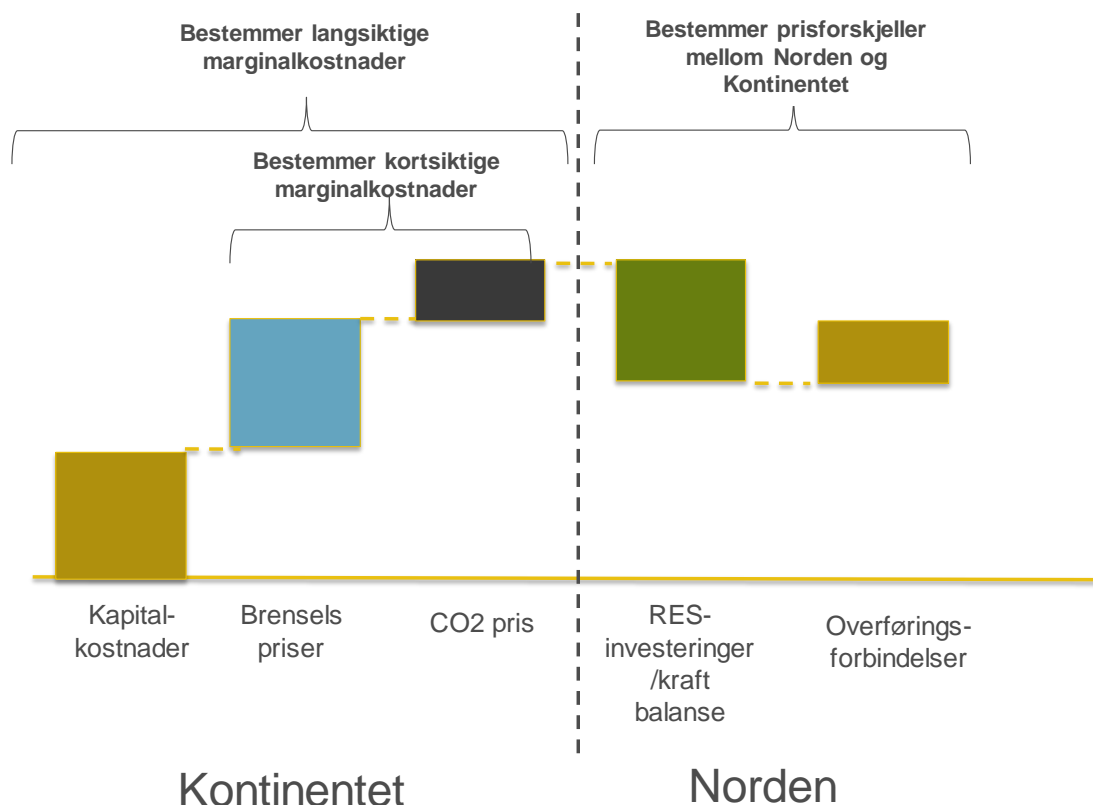 Bestemmer langsiktige
marginalkostnader
Bestemmer prisforskjeller
mellom Norden og
Kontinentet
Bestemmer kortsiktige
marginalkostnader
Kapital-
kostnader
Brensels
priser
CO2 pris
RES-
investeringer
/kraft
balanse
Overførings-
forbindelser
Kontinentet
Norden